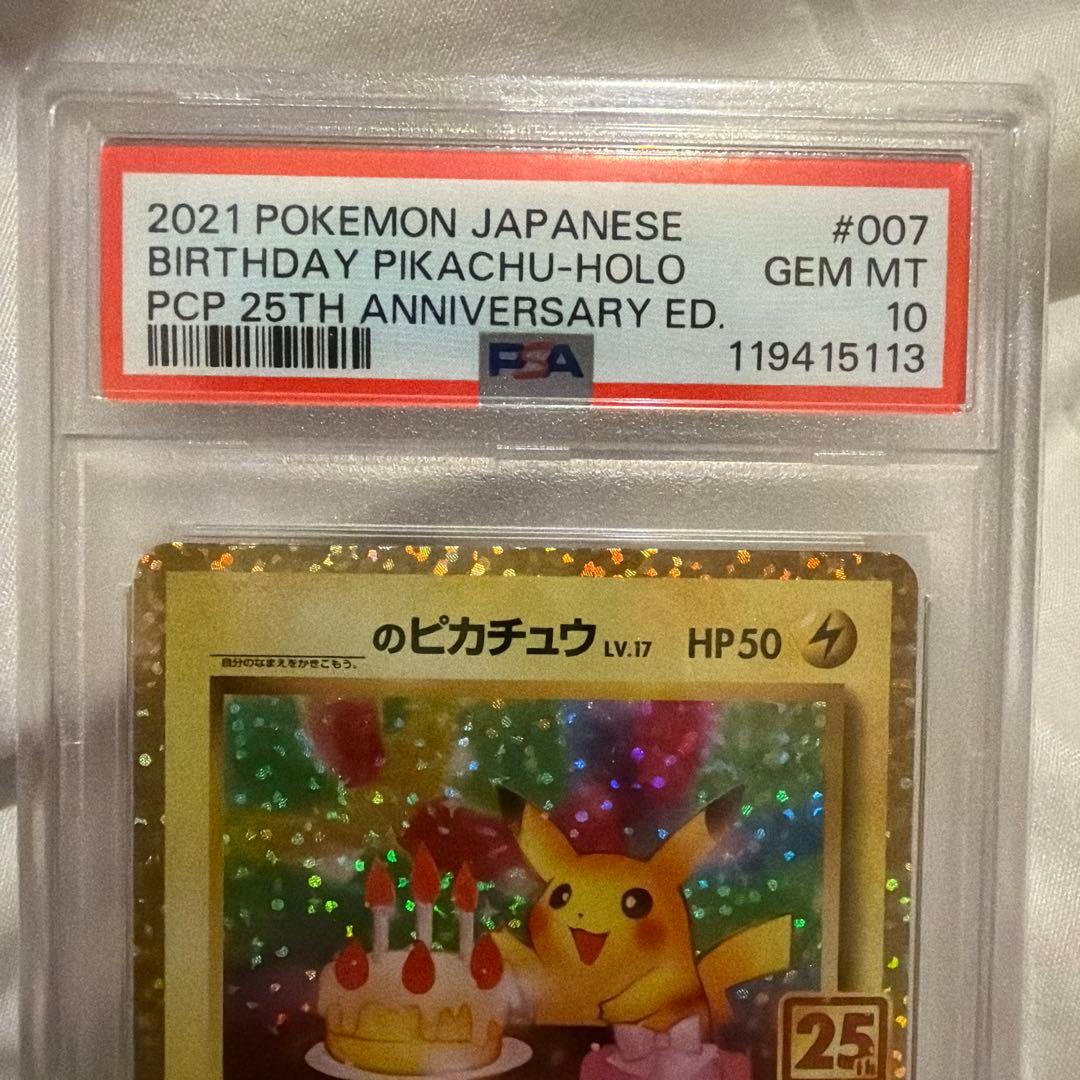 2021 POKEMON JAPANESE #007
BIRTHDAY PIKACHU-HOLO GEM MT
PCP 25TH ANNIVERSARY ED. 10
PSA 119415113
のピカチュウ LV.17 HP50
自分のなまえをかきこもう。
25th